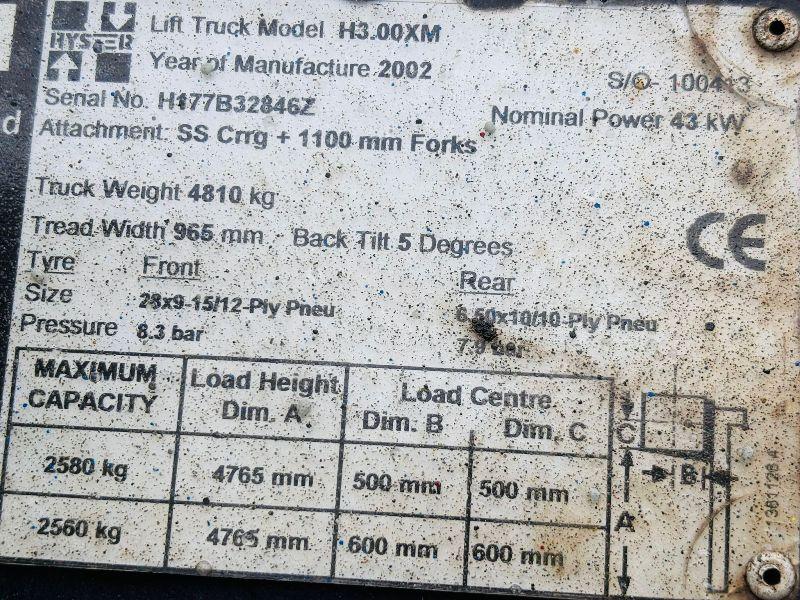 HYSTER
Lift Truck Model H3.00XM
Year of Manufacture 2002
S/O- 100413
Serial No. H177B32846Z
Nominal Power 43 kW
d
Attachment: SS Crrg + 1100 mm Forks
Truck Weight 4810 kg
Tread Width 965 mm Back Tilt 5 Degrees
CE
Tyre Front Rear
Size 28x9-15/12-Ply Pneu 6.50x10/10-Ply Pneu
Pressure 8.3 bar bar
MAXIMUM CAPACITY Load Height Dim. A Load Centre Dim. B Dim. C
2580 kg 4765 mm 500 mm 500 mm
2560 kg 4765 mm 600 mm 600 mm
C
B
A